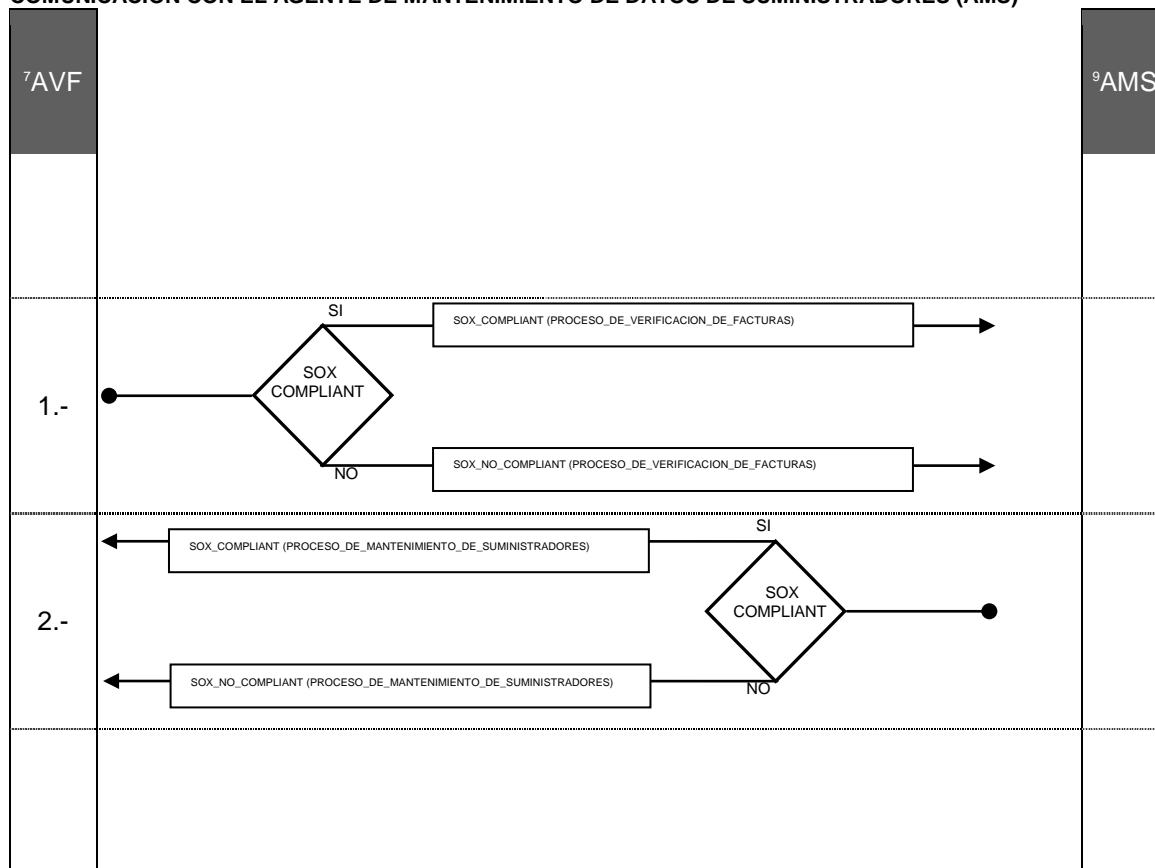 COMUNICACIÓN CON EL AGENTE DE MANTENIMIENTO DE DATOS DE SUMINISTRADORES (AMS)
⁷AVF
⁹AMS
SI
SOX_COMPLIANT (PROCESO_DE_VERIFICACION_DE_FACTURAS)
SOX
COMPLIANT
1.-
SOX_NO_COMPLIANT (PROCESO_DE_VERIFICACION_DE_FACTURAS)
NO
SI
SOX_COMPLIANT (PROCESO_DE_MANTENIMIENTO_DE_SUMINISTRADORES)
SOX
COMPLIANT
2.-
SOX_NO_COMPLIANT (PROCESO_DE_MANTENIMIENTO_DE_SUMINISTRADORES)
NO